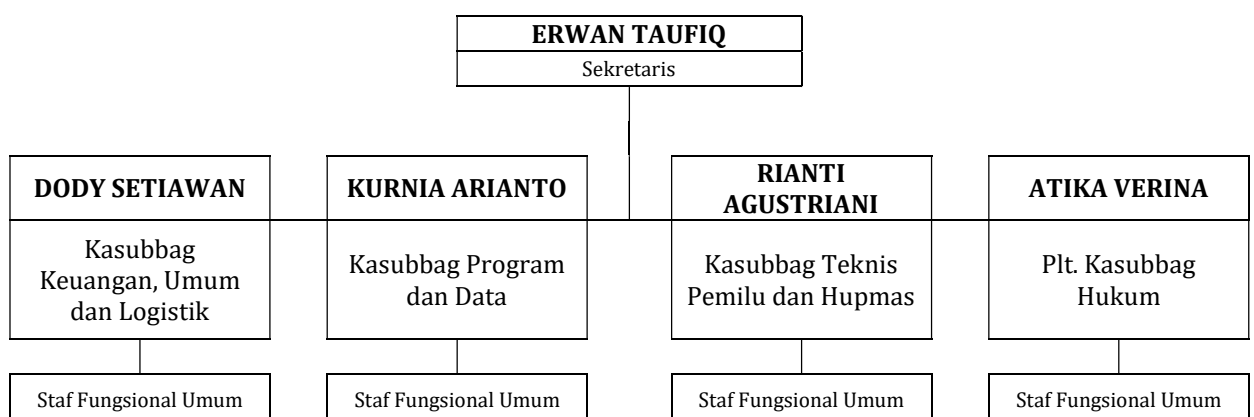 ERWAN TAUFIQ
Sekretaris
DODY SETIAWAN
Kasubbag
Keuangan, Umum
dan Logistik
Staf Fungsional Umum
KURNIA ARIANTO
Kasubbag Program
dan Data
Staf Fungsional Umum
RIANTI
AGUSTRIANI
Kasubbag Teknis
Pemilu dan Hupmas
Staf Fungsional Umum
ATIKA VERINA
Plt. Kasubbag
Hukum
Staf Fungsional Umum